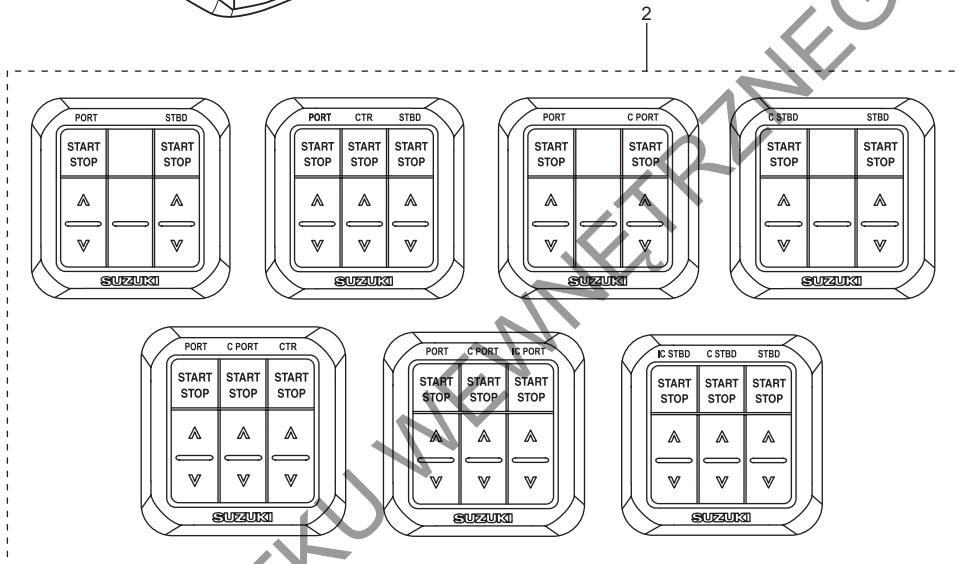 2
PORT STBD
START START
STOP STOP
SUZUKI
PORT CTR STBD
START START START
STOP STOP STOP
SUZUKI
PORT C PORT
START START
STOP STOP
SUZUKI
C STBD STBD
START START
STOP STOP
SUZUKI
PORT C PORT CTR
START START START
STOP STOP STOP
SUZUKI
PORT C PORT IC PORT
START START START
STOP STOP STOP
SUZUKI
IC STBD C STBD STBD
START START START
STOP STOP STOP
SUZUKI
TKU WEWNĘTRZNEG